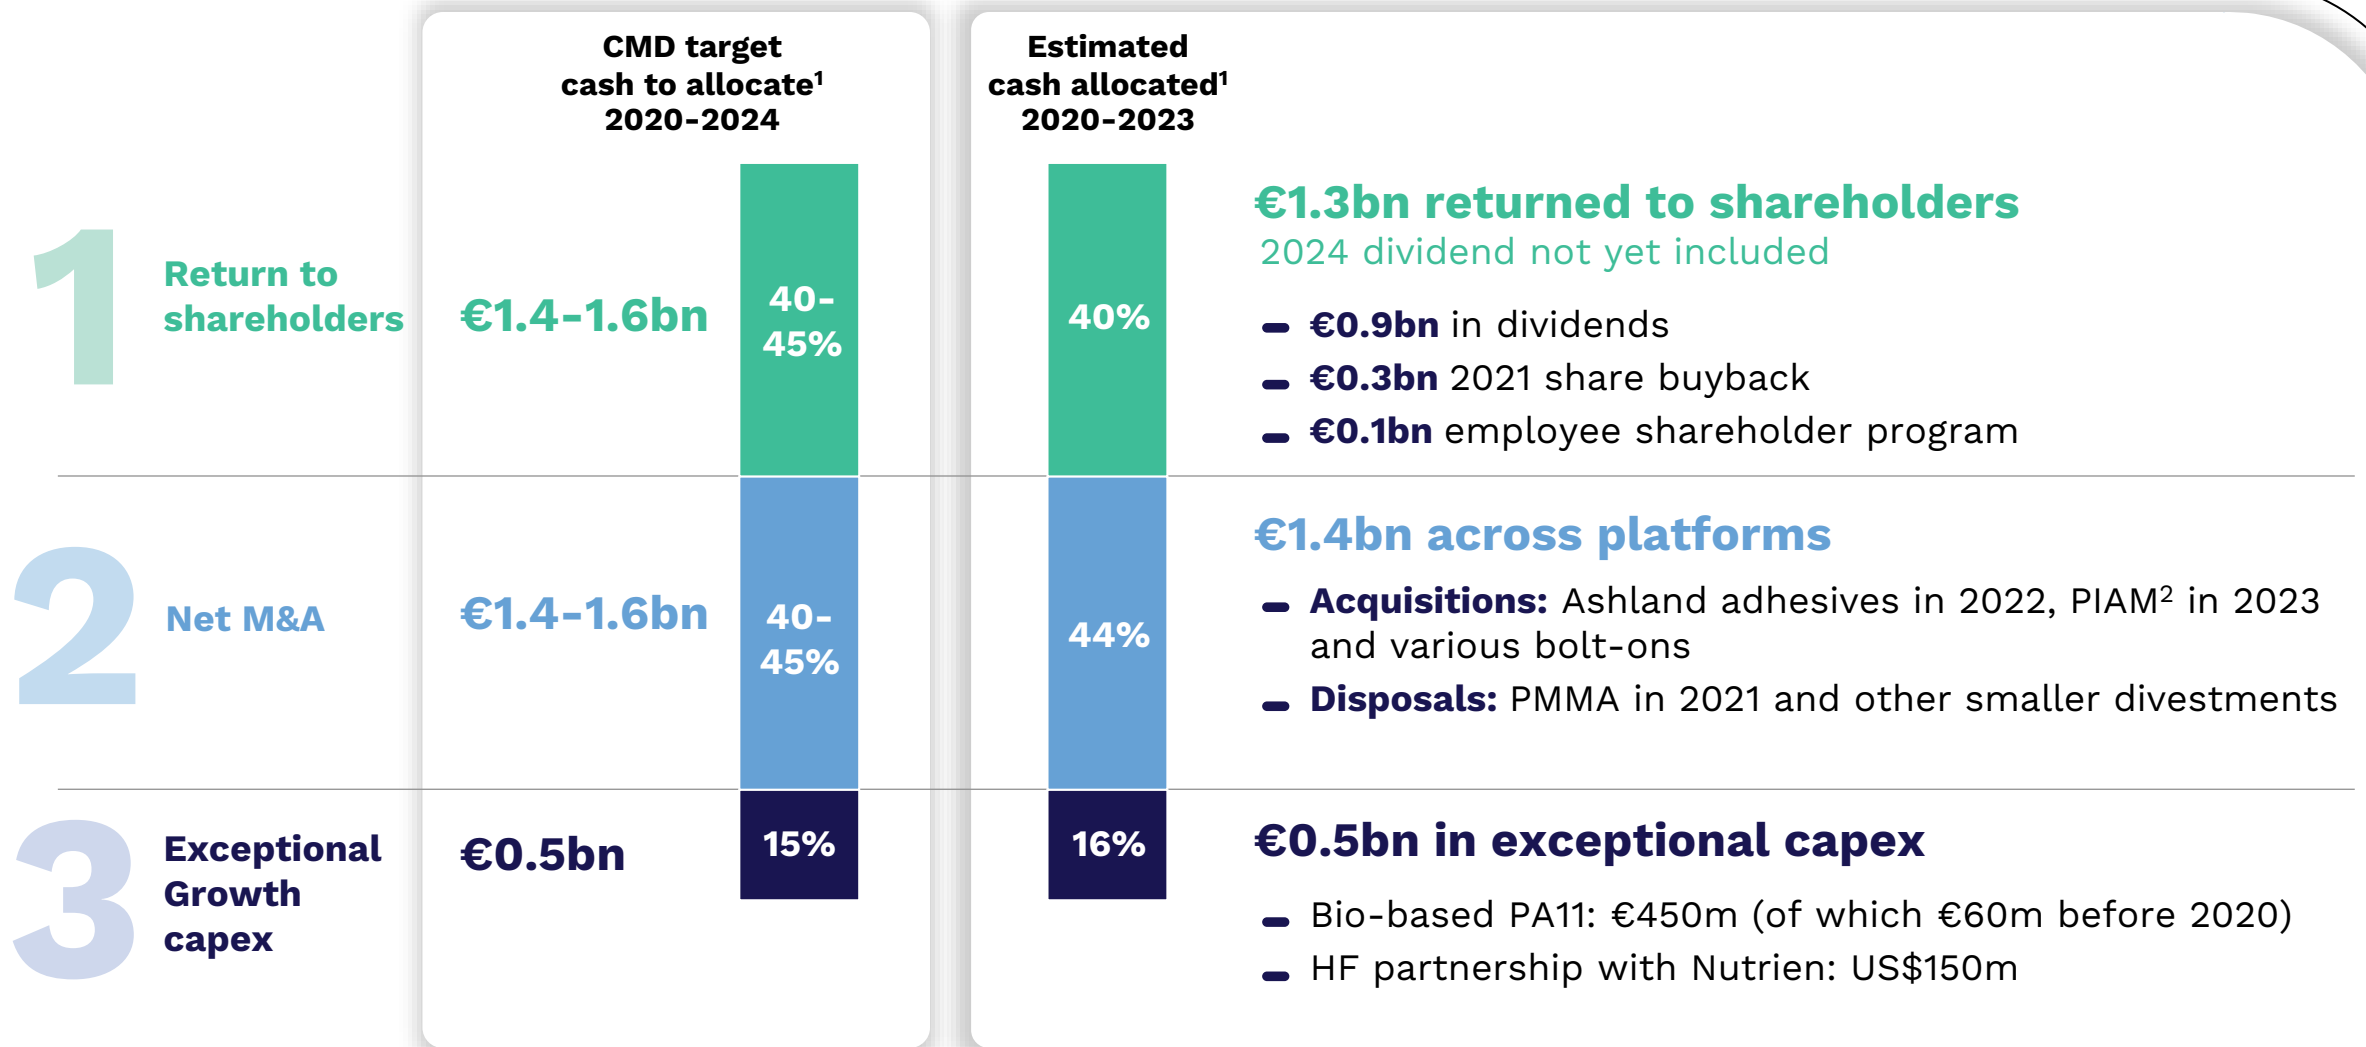 CMD target
cash to allocate¹
2020-2024
Estimated
cash allocated¹
2020-2023
1
Return to
shareholders
€1.4-1.6bn
40-
45%
40%
€1.3bn returned to shareholders
2024 dividend not yet included
- €0.9bn in dividends
- €0.3bn 2021 share buyback
- €0.1bn employee shareholder program
2
Net M&A
€1.4-1.6bn
40-
45%
44%
€1.4bn across platforms
- Acquisitions: Ashland adhesives in 2022, PIAM² in 2023
and various bolt-ons
- Disposals: PMMA in 2021 and other smaller divestments
3
Exceptional
Growth
capex
€0.5bn
15%
16%
€0.5bn in exceptional capex
- Bio-based PA11: €450m (of which €60m before 2020)
- HF partnership with Nutrien: US$150m